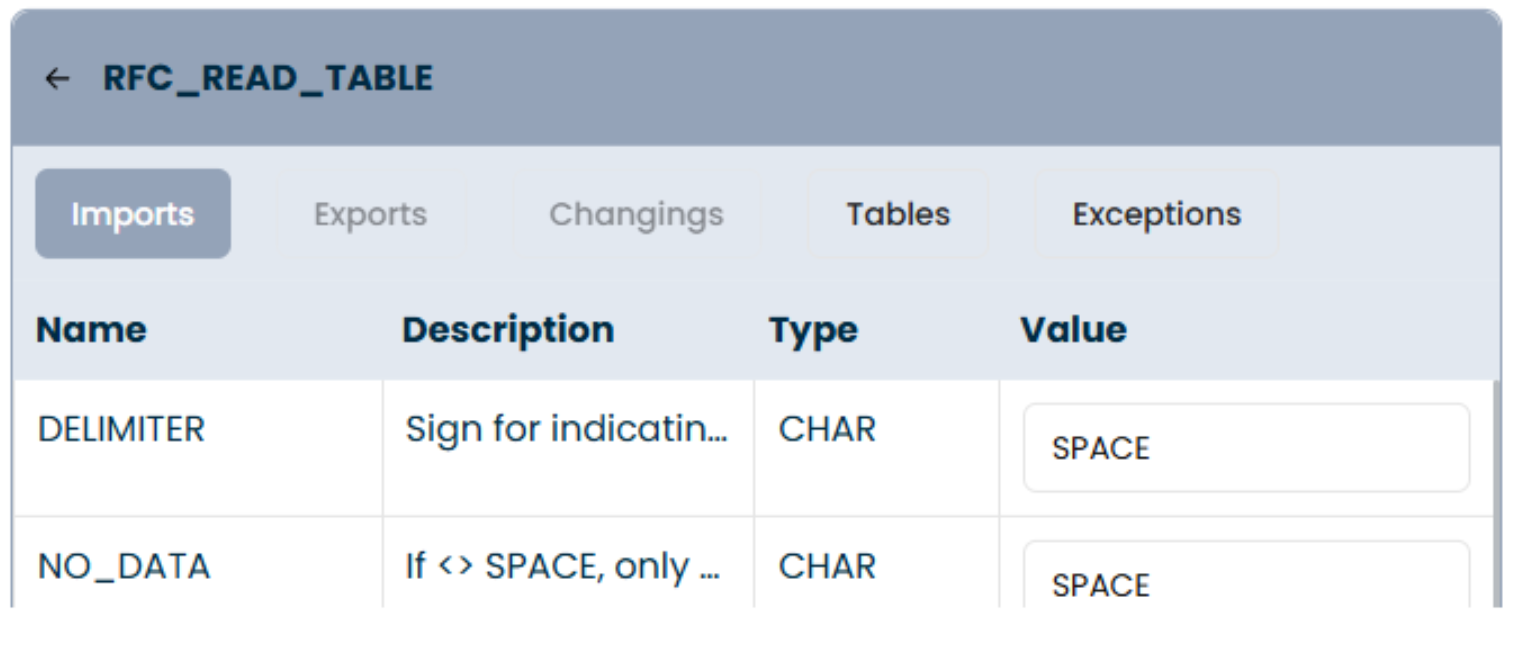 ← RFC_READ_TABLE
Imports Exports Changings Tables Exceptions
Name Description Type Value
DELIMITER Sign for indicatin... CHAR SPACE
NO_DATA If <> SPACE, only ... CHAR SPACE